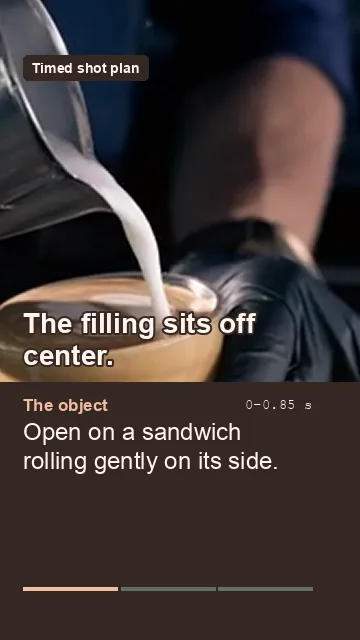 Timed shot plan
The filling sits off
center.
The object
0–0.85 s
Open on a sandwich
rolling gently on its side.